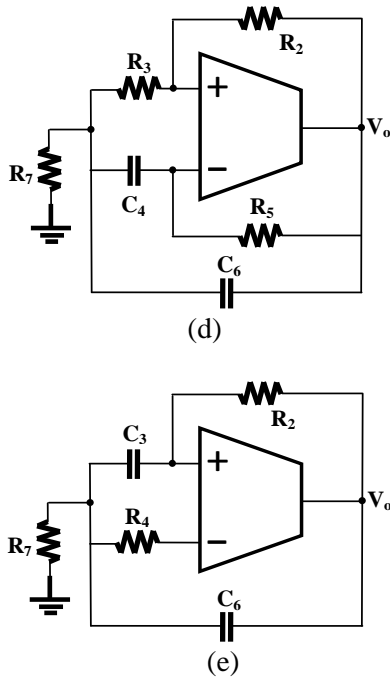 R₂
R₃
+
Vₒ
R₇
−
C₄
R₅
C₆
(d)
C₃
R₂
+
Vₒ
R₄
R₇
−
C₆
(e)